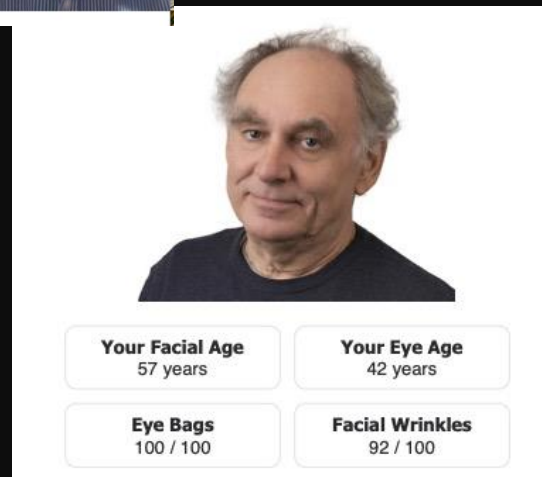 Your Facial Age
57 years
Your Eye Age
42 years
Eye Bags
100 / 100
Facial Wrinkles
92 / 100